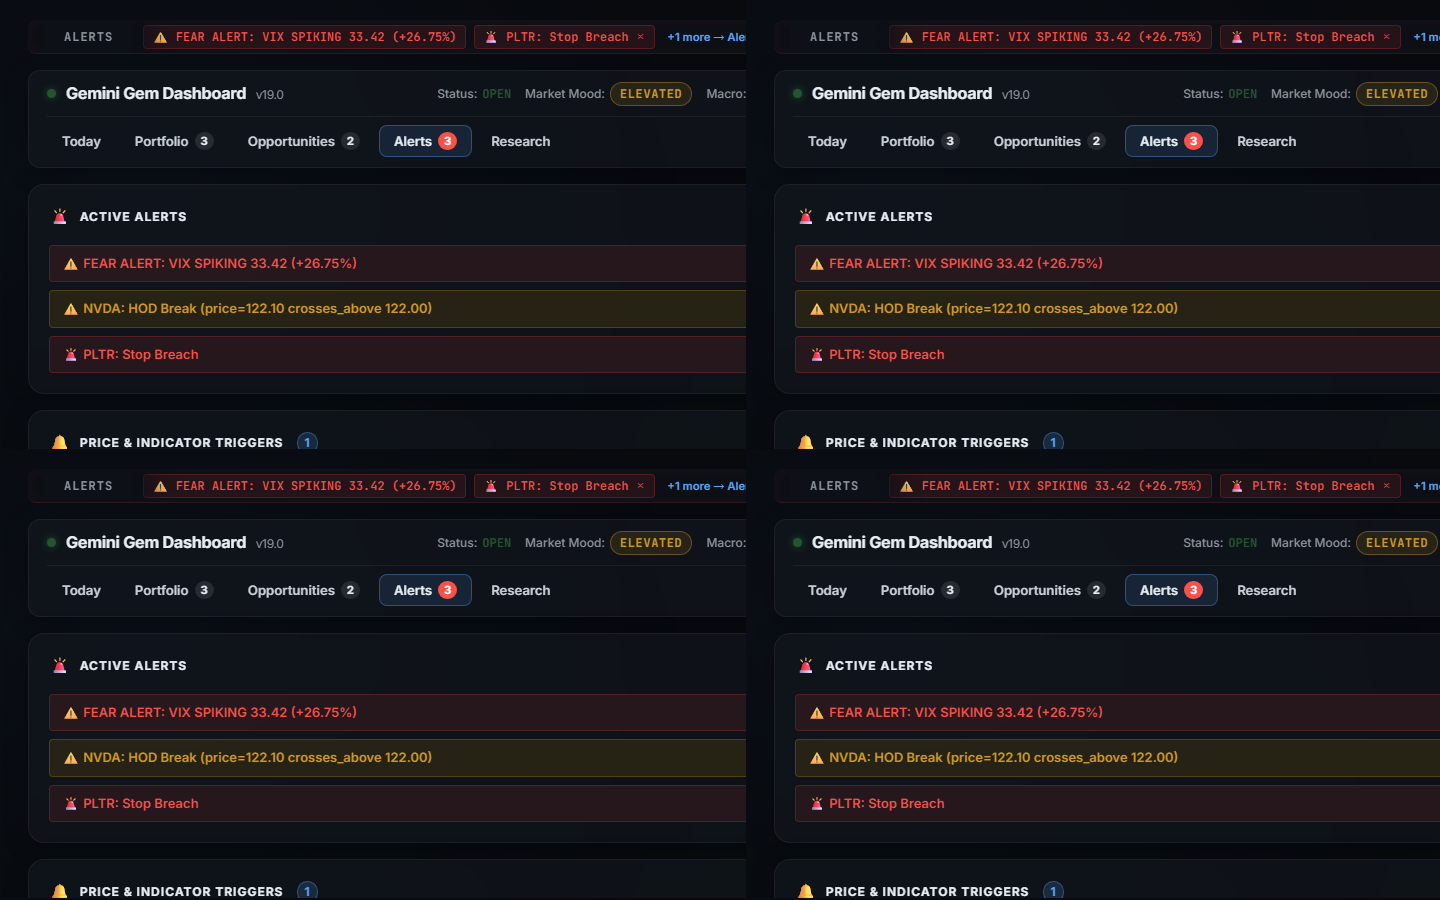 ALERTS ⚠️ FEAR ALERT: VIX SPIKING 33.42 (+26.75%) 🚨 PLTR: Stop Breach × +1 more → Ale
Gemini Gem Dashboard v19.0 Status: OPEN Market Mood: ELEVATED Macro:
Today Portfolio 3 Opportunities 2 Alerts 3 Research
🚨 ACTIVE ALERTS
⚠️ FEAR ALERT: VIX SPIKING 33.42 (+26.75%)
⚠️ NVDA: HOD Break (price=122.10 crosses_above 122.00)
🚨 PLTR: Stop Breach
🔔 PRICE & INDICATOR TRIGGERS 1
ALERTS ⚠️ FEAR ALERT: VIX SPIKING 33.42 (+26.75%) 🚨 PLTR: Stop Breach × +1 m
Gemini Gem Dashboard v19.0 Status: OPEN Market Mood: ELEVATED
Today Portfolio 3 Opportunities 2 Alerts 3 Research
🚨 ACTIVE ALERTS
⚠️ FEAR ALERT: VIX SPIKING 33.42 (+26.75%)
⚠️ NVDA: HOD Break (price=122.10 crosses_above 122.00)
🚨 PLTR: Stop Breach
🔔 PRICE & INDICATOR TRIGGERS 1
ALERTS ⚠️ FEAR ALERT: VIX SPIKING 33.42 (+26.75%) 🚨 PLTR: Stop Breach × +1 more → Ale
Gemini Gem Dashboard v19.0 Status: OPEN Market Mood: ELEVATED Macro:
Today Portfolio 3 Opportunities 2 Alerts 3 Research
🚨 ACTIVE ALERTS
⚠️ FEAR ALERT: VIX SPIKING 33.42 (+26.75%)
⚠️ NVDA: HOD Break (price=122.10 crosses_above 122.00)
🚨 PLTR: Stop Breach
🔔 PRICE & INDICATOR TRIGGERS 1
ALERTS ⚠️ FEAR ALERT: VIX SPIKING 33.42 (+26.75%) 🚨 PLTR: Stop Breach × +1 m
Gemini Gem Dashboard v19.0 Status: OPEN Market Mood: ELEVATED
Today Portfolio 3 Opportunities 2 Alerts 3 Research
🚨 ACTIVE ALERTS
⚠️ FEAR ALERT: VIX SPIKING 33.42 (+26.75%)
⚠️ NVDA: HOD Break (price=122.10 crosses_above 122.00)
🚨 PLTR: Stop Breach
🔔 PRICE & INDICATOR TRIGGERS 1